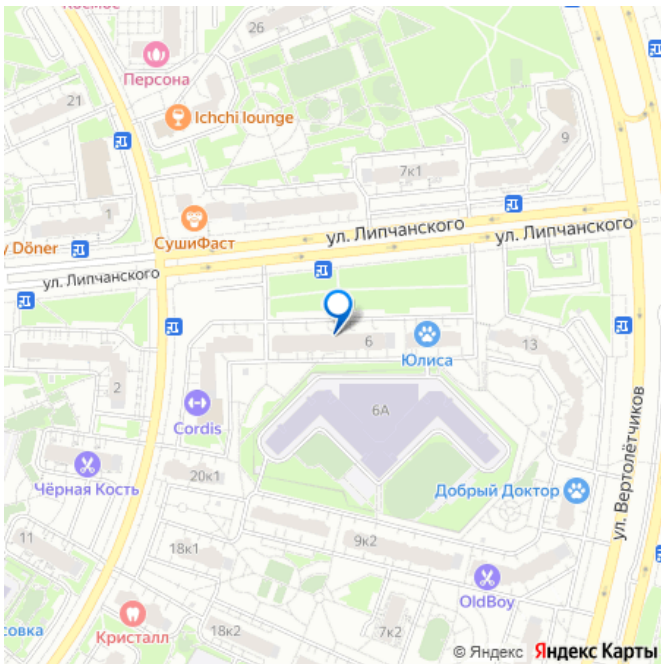 Космос
26
Персона
21
Ichchi lounge
9
7к1
1
СушиФаст
ул. Липчанского
ул. Липчанского
y Döner
ул. Липчанского
6
Юлиса
13
2
6А
Cordis
ул. Вертолётчиков
20к1
Чёрная Кость
Добрый Доктор
11
18к1
9к2
OldBoy
Кристалл
18к2
7к2
совка
© Яндекс Яндекс Карты